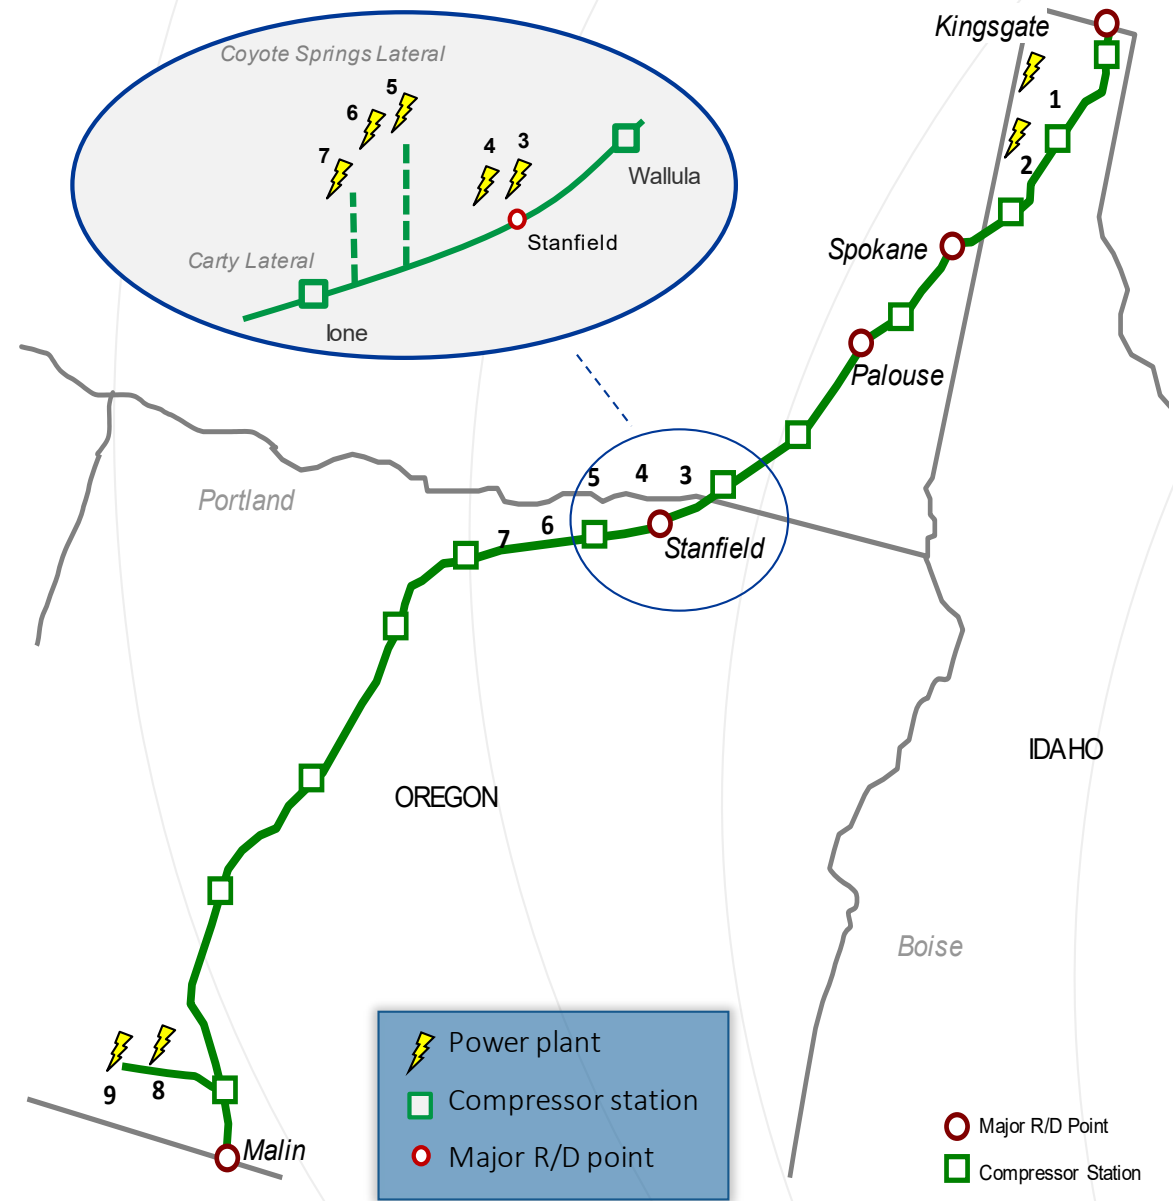 Kingsgate
Coyote Springs Lateral
5
6
7
4
3
Wallula
Stanfield
Carty Lateral
Ione
1
2
Spokane
Palouse
Portland
5
4
3
7
6
Stanfield
IDAHO
OREGON
Boise
9
8
Malin
Power plant
Compressor station
Major R/D point
Major R/D Point
Compressor Station